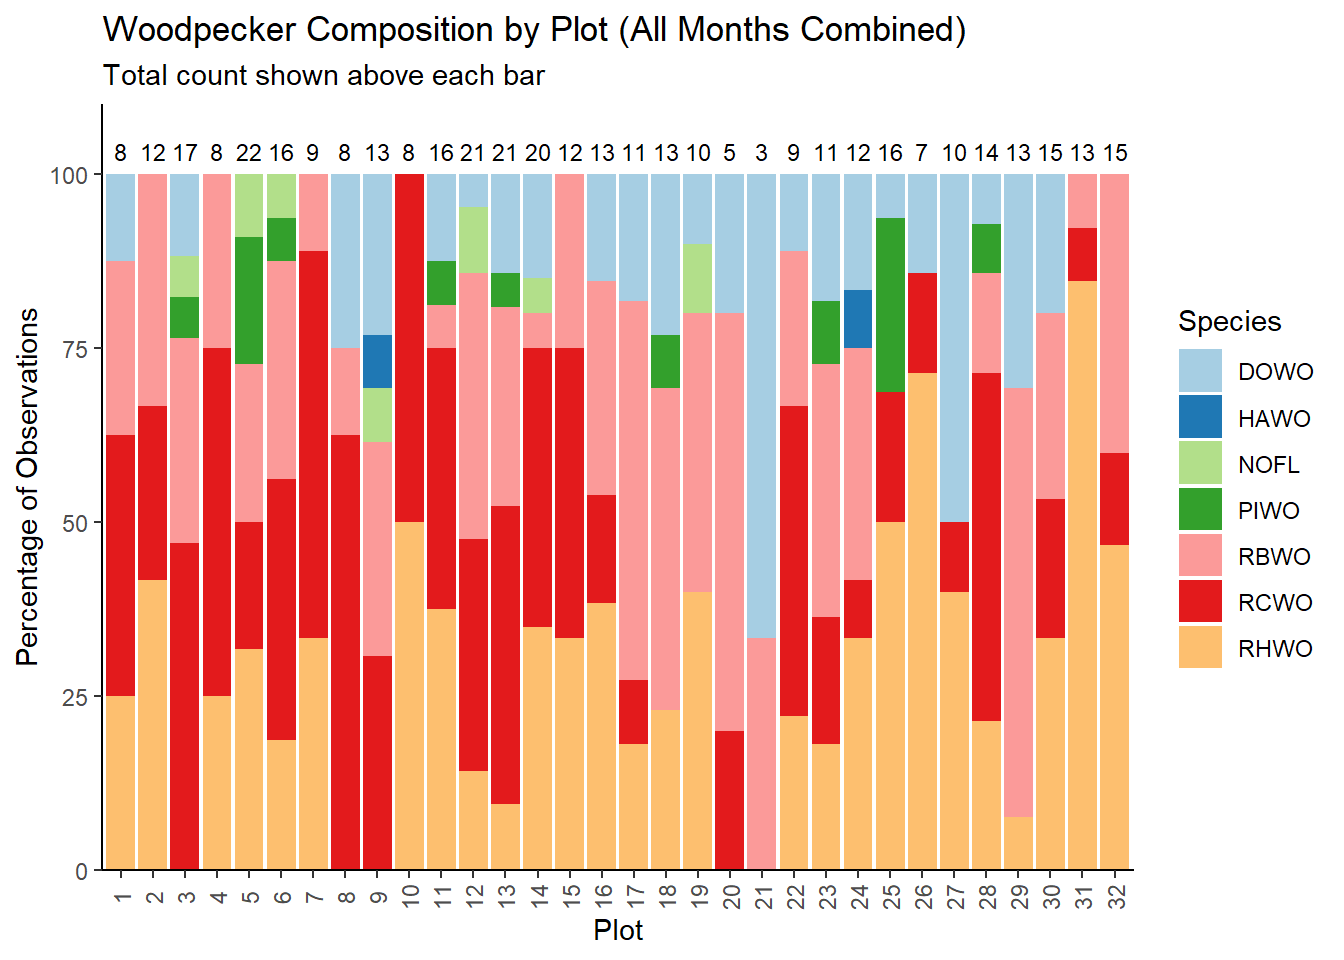 Woodpecker Composition by Plot (All Months Combined)
Total count shown above each bar
8 12 17 8 22 16 9 8 13 8 16 21 21 20 12 13 11 13 10 5 3 9 11 12 16 7 10 14 13 15 13 15
100
75
50
25
0
Percentage of Observations
1 2 3 4 5 6 7 8 9 10 11 12 13 14 15 16 17 18 19 20 21 22 23 24 25 26 27 28 29 30 31 32
Plot
Species
DOWO
HAWO
NOFL
PIWO
RBWO
RCWO
RHWO